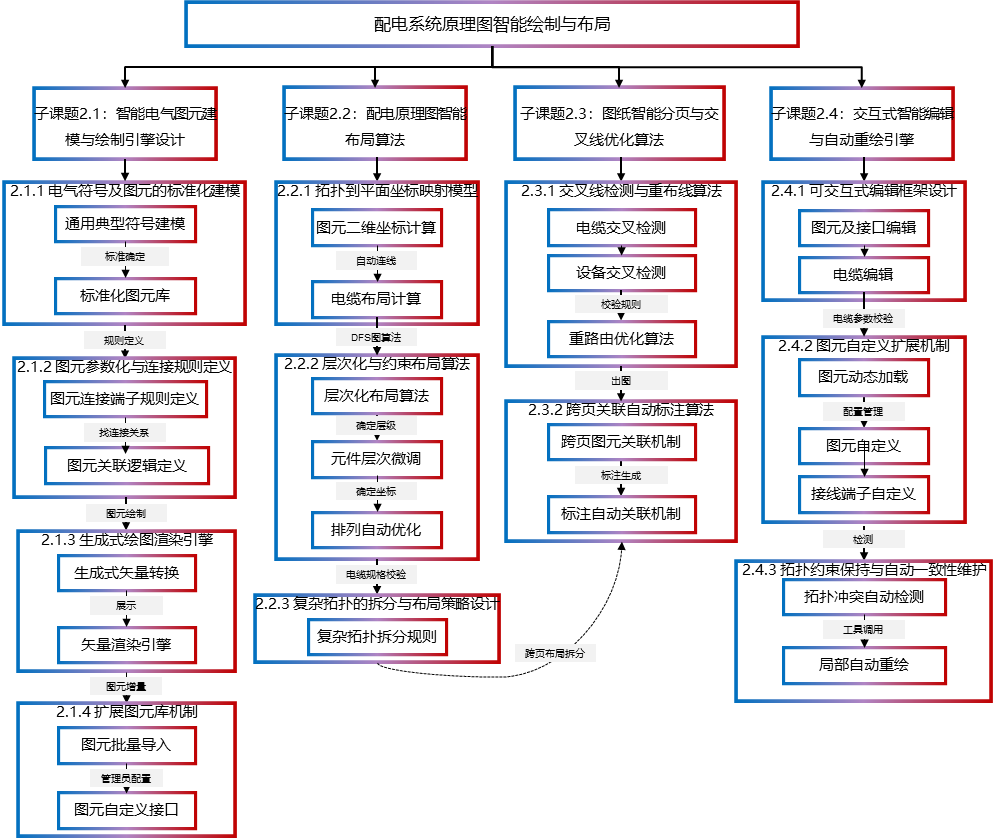 配电系统原理图智能绘制与布局
子课题2.1：智能电气图元建
模与绘制引擎设计
2.1.1 电气符号及图元的标准化建模
通用典型符号建模
标准确定
标准化图元库
规则定义
2.1.2 图元参数化与连接规则定义
图元连接端子规则定义
找连接关系
图元关联逻辑定义
图元绘制
2.1.3 生成式绘图渲染引擎
生成式矢量转换
展示
矢量渲染引擎
图元增量
2.1.4 扩展图元库机制
图元批量导入
管理员配置
图元自定义接口
子课题2.2：配电原理图智能
布局算法
2.2.1 拓扑到平面坐标映射模型
图元二维坐标计算
自动连线
电缆布局计算
DFS图算法
2.2.2 层次化与约束布局算法
层次化布局算法
确定层级
元件层次微调
确定坐标
排列自动优化
电缆规格校验
2.2.3 复杂拓扑的拆分与布局策略设计
复杂拓扑拆分规则
跨页布局拆分
子课题2.3：图纸智能分页与交
叉线优化算法
2.3.1 交叉线检测与重布线算法
电缆交叉检测
设备交叉检测
校验规则
重路由优化算法
出图
2.3.2 跨页关联自动标注算法
跨页图元关联机制
标注生成
标注自动关联机制
子课题2.4：交互式智能编辑
与自动重绘引擎
2.4.1 可交互式编辑框架设计
图元及接口编辑
电缆编辑
电缆参数校验
2.4.2 图元自定义扩展机制
图元动态加载
配置管理
图元自定义
接线端子自定义
检测
2.4.3 拓扑约束保持与自动一致性维护
拓扑冲突自动检测
工具调用
局部自动重绘